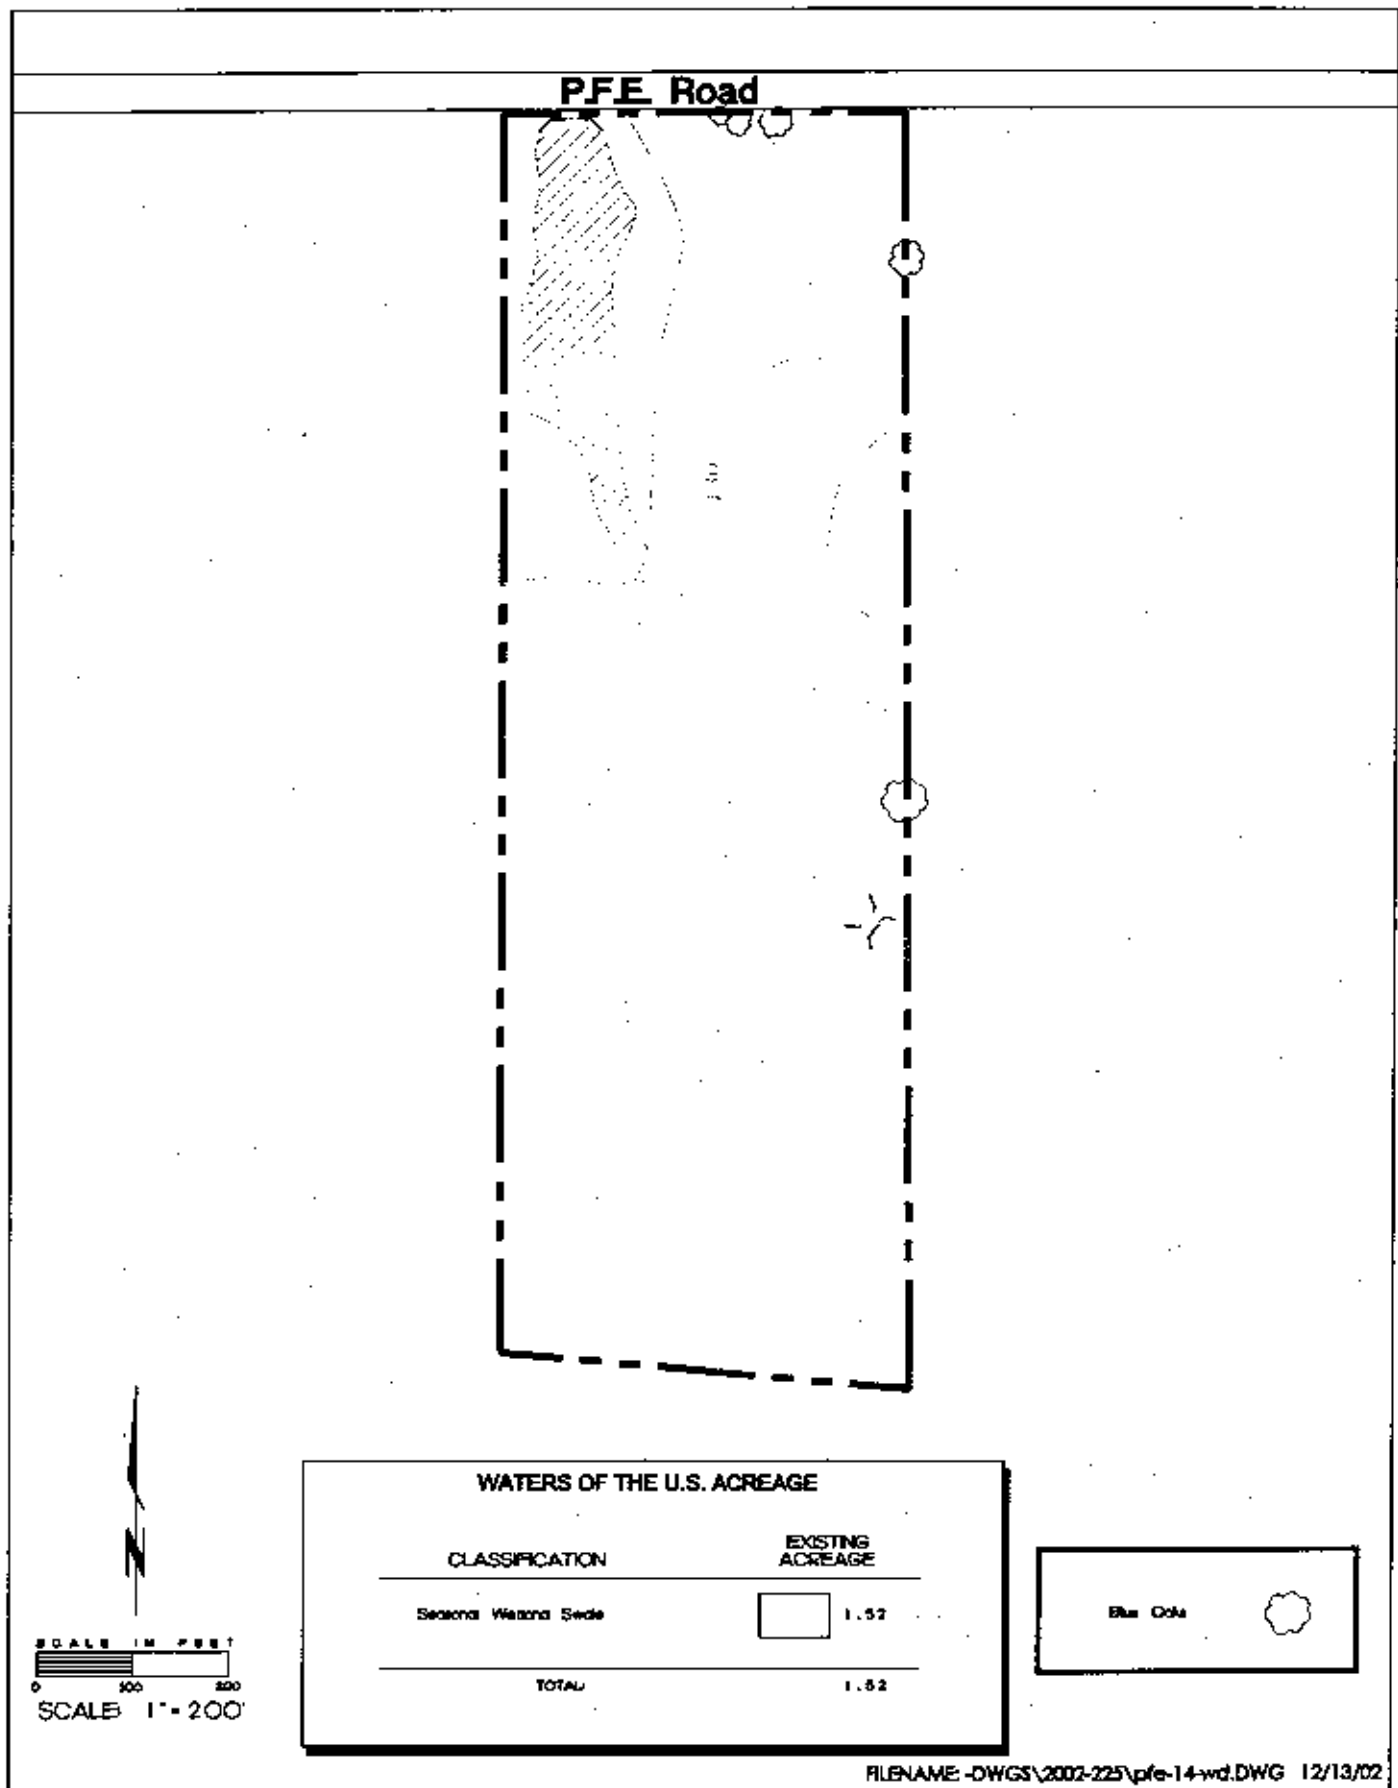 P.F.E. Road
WATERS OF THE U.S. ACREAGE
CLASSIFICATION
EXISTING
ACREAGE
Seasonal Wetland Swale 1.52
TOTAL: 1.52
Blue Oaks
N
SCALE IN FEET
0 100 200
SCALE: 1"=200'
FILENAME: -DWGS\2002-225\pfe-14-wd.DWG 12/13/02